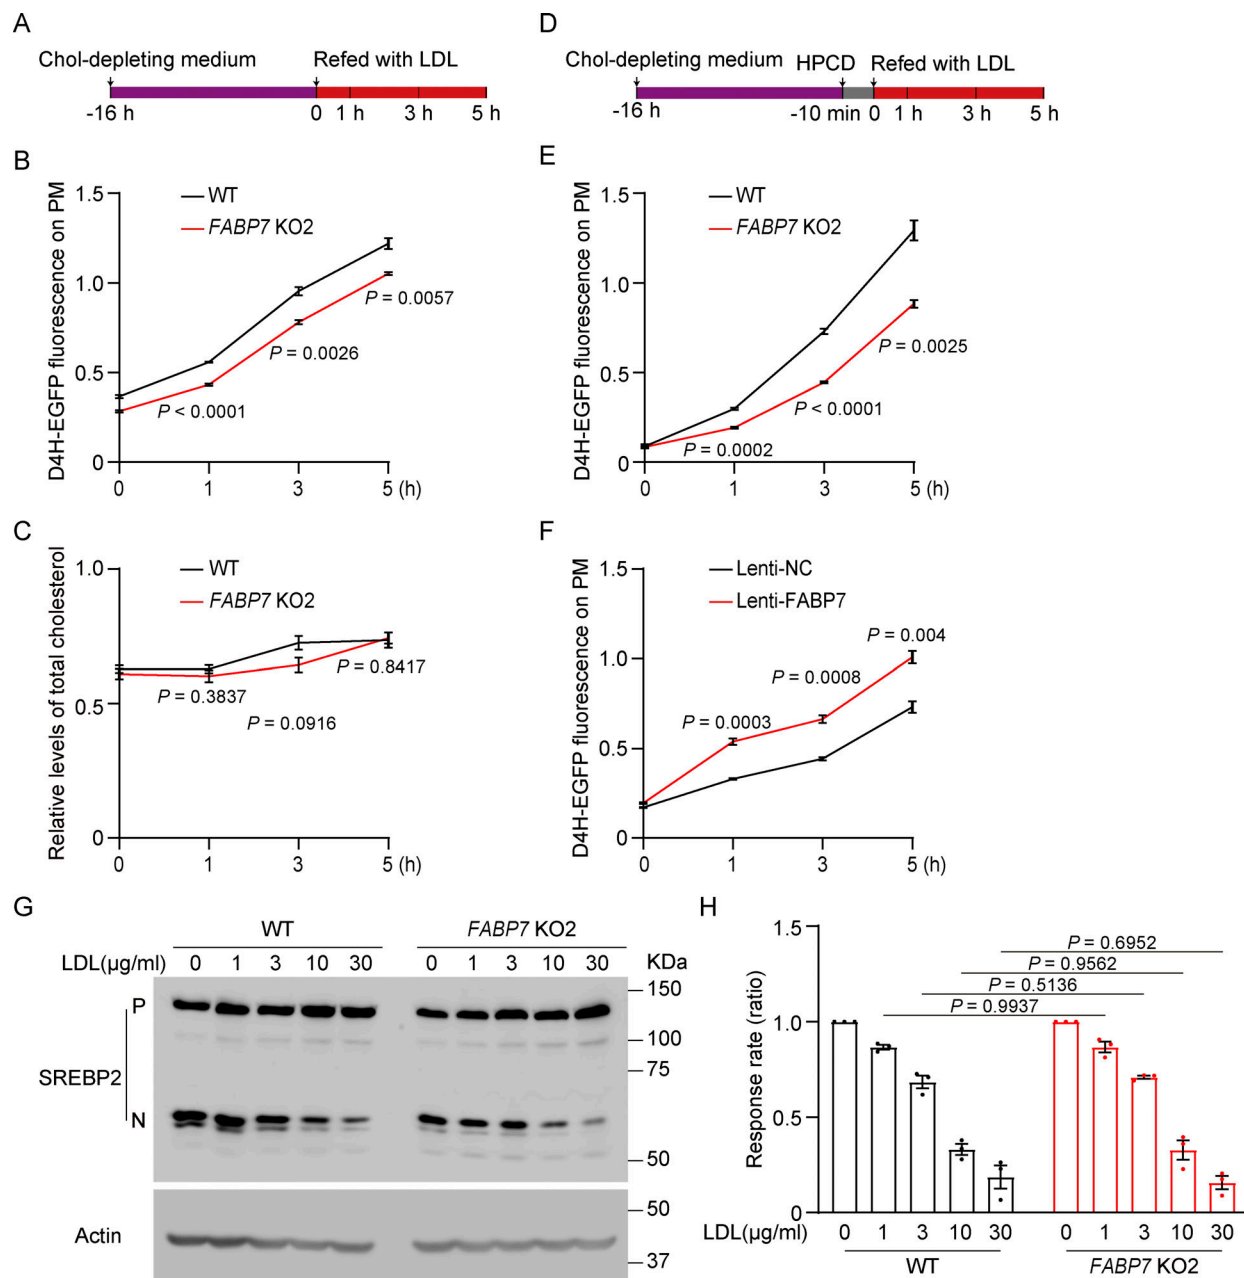 A
Chol-depleting medium
Refed with LDL
-16 h
0
1 h
3 h
5 h
D
Chol-depleting medium
HPCD
Refed with LDL
-16 h
-10 min
0
1 h
3 h
5 h
B
D4H-EGFP fluorescence on PM
1.5
1.0
0.5
0
WT
FABP7 KO2
P < 0.0001
P = 0.0026
P = 0.0057
0
1
3
5 (h)
E
D4H-EGFP fluorescence on PM
1.5
1.0
0.5
0
WT
FABP7 KO2
P = 0.0002
P < 0.0001
P = 0.0025
0
1
3
5 (h)
C
Relative levels of total cholesterol
1.0
0.5
0
WT
FABP7 KO2
P = 0.3837
P = 0.0916
P = 0.8417
0
1
3
5 (h)
F
D4H-EGFP fluorescence on PM
1.5
1.0
0.5
0
Lenti-NC
Lenti-FABP7
P = 0.0003
P = 0.0008
P = 0.004
0
1
3
5 (h)
G
WT
FABP7 KO2
LDL(μg/ml) 0 1 3 10 30 0 1 3 10 30 KDa
P
SREBP2
N
150
100
75
50
50
37
Actin
H
Response rate (ratio)
1.5
1.0
0.5
0
P = 0.6952
P = 0.9562
P = 0.5136
P = 0.9937
LDL(μg/ml) 0 1 3 10 30 0 1 3 10 30
WT
FABP7 KO2